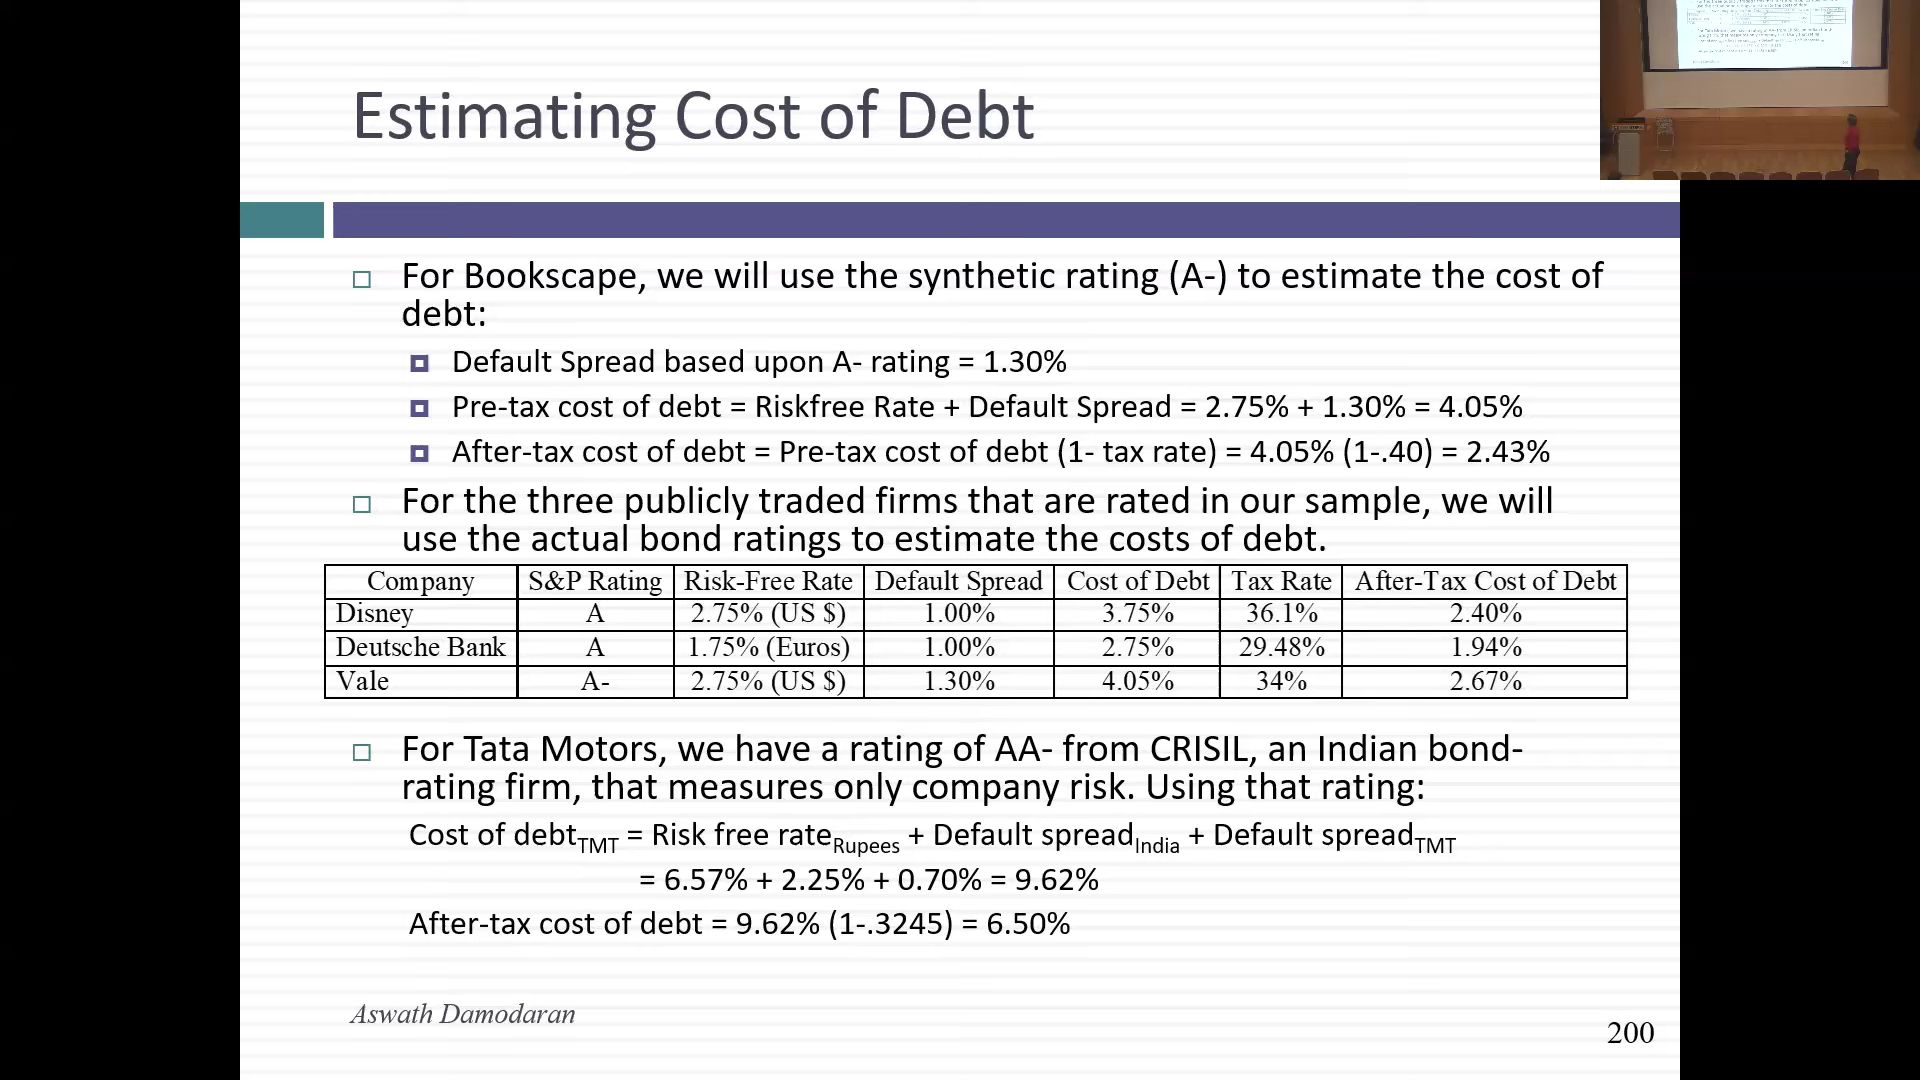 Estimating Cost of Debt
For Bookscape, we will use the synthetic rating (A-) to estimate the cost of
debt:
Default Spread based upon A- rating = 1.30%
Pre-tax cost of debt = Riskfree Rate + Default Spread = 2.75% + 1.30% = 4.05%
After-tax cost of debt = Pre-tax cost of debt (1- tax rate) = 4.05% (1-.40) = 2.43%
For the three publicly traded firms that are rated in our sample, we will
use the actual bond ratings to estimate the costs of debt.
Company S&P Rating Risk-Free Rate Default Spread Cost of Debt Tax Rate After-Tax Cost of Debt
Disney A 2.75% (US $) 1.00% 3.75% 36.1% 2.40%
Deutsche Bank A 1.75% (Euros) 1.00% 2.75% 29.48% 1.94%
Vale A- 2.75% (US $) 1.30% 4.05% 34% 2.67%
For Tata Motors, we have a rating of AA- from CRISIL, an Indian bond-
rating firm, that measures only company risk. Using that rating:
Cost of debtTMT = Risk free rateRupees + Default spreadIndia + Default spreadTMT
= 6.57% + 2.25% + 0.70% = 9.62%
After-tax cost of debt = 9.62% (1-.3245) = 6.50%
Aswath Damodaran
200